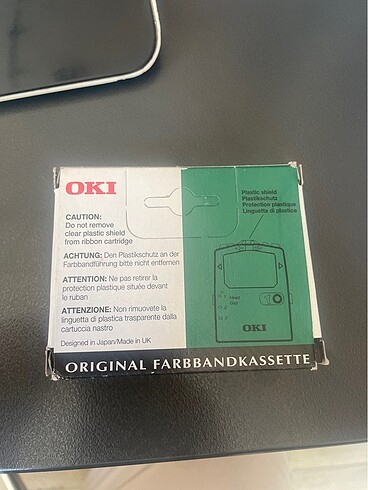 OKI
CAUTION:
Do not remove
clear plastic shield
from ribbon cartridge
ACHTUNG: Den Plastikschutz an der
Farbbandführung bitte nicht entfernen
ATTENTION: Ne pas retirer la
protection plastique située devant
le ruban
ATTENZIONE: Non rimuovete la
linguetta di plastica trasparente dalla
cartuccia nastro
Designed in Japan/Made in UK
Plastic shield
Plastikschutz
Protection plastique
Linguetta di plastica
Head
Gap
OKI
ORIGINAL FARBBANDKASSETTE